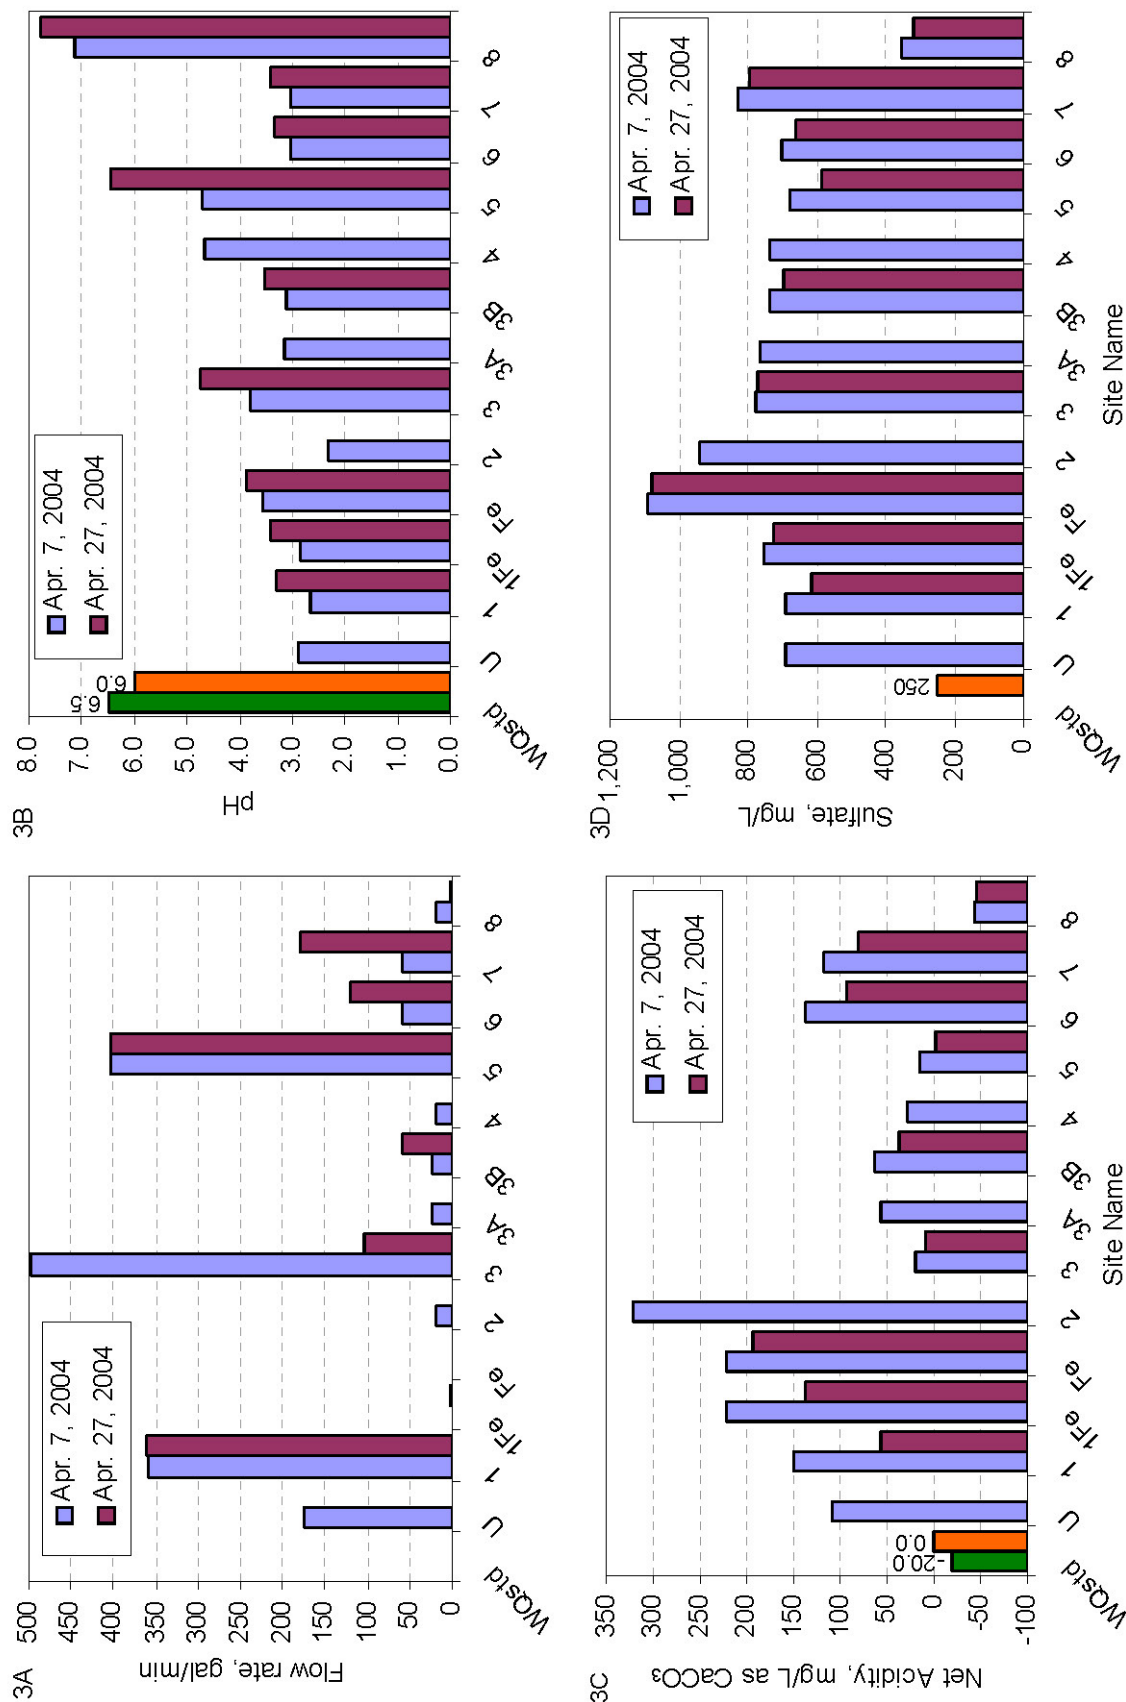 3A
Flow rate, gal/min
500
450
400
350
300
250
200
150
100
50
0
Apr. 7, 2004
Apr. 27, 2004
WQstd
U
1
1Fe
Fe
2
3
3A
3B
4
5
6
7
8
3B
pH
8.0
7.0
6.0
5.0
4.0
3.0
2.0
1.0
0.0
6.5
6.0
Apr. 7, 2004
Apr. 27, 2004
WQstd
U
1
1Fe
Fe
2
3
3A
3B
4
5
6
7
8
3C
Net Acidity, mg/L as CaCO₃
350
300
250
200
150
100
50
0
-50
-100
-20.0
0.0
Apr. 7, 2004
Apr. 27, 2004
WQstd
U
1
1Fe
Fe
2
3
3A
3B
4
5
6
7
8
Site Name
3D
Sulfate, mg/L
1,200
1,000
800
600
400
200
0
250
Apr. 7, 2004
Apr. 27, 2004
WQstd
U
1
1Fe
Fe
2
3
3A
3B
4
5
6
7
8
Site Name